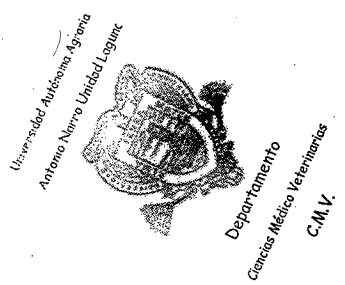 Universidad Autónoma Agraria
Antonio Narro Unidad Laguna
Departamento
Ciencias Médico Veterinarias
C.M.V.